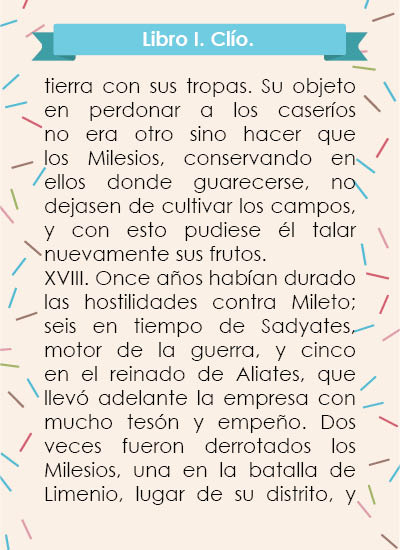 Libro I. Clío.
tierra con sus tropas. Su objeto
en perdonar a los caseríos
no era otro sino hacer que
los Milesios, conservando en
ellos donde guarecerse, no
dejasen de cultivar los campos,
y con esto pudiese él talar
nuevamente sus frutos.
XVIII. Once años habían durado
las hostilidades contra Mileto;
seis en tiempo de Sadyates,
motor de la guerra, y cinco
en el reinado de Aliates, que
llevó adelante la empresa con
mucho tesón y empeño. Dos
veces fueron derrotados los
Milesios, una en la batalla de
Limenio, lugar de su distrito, y